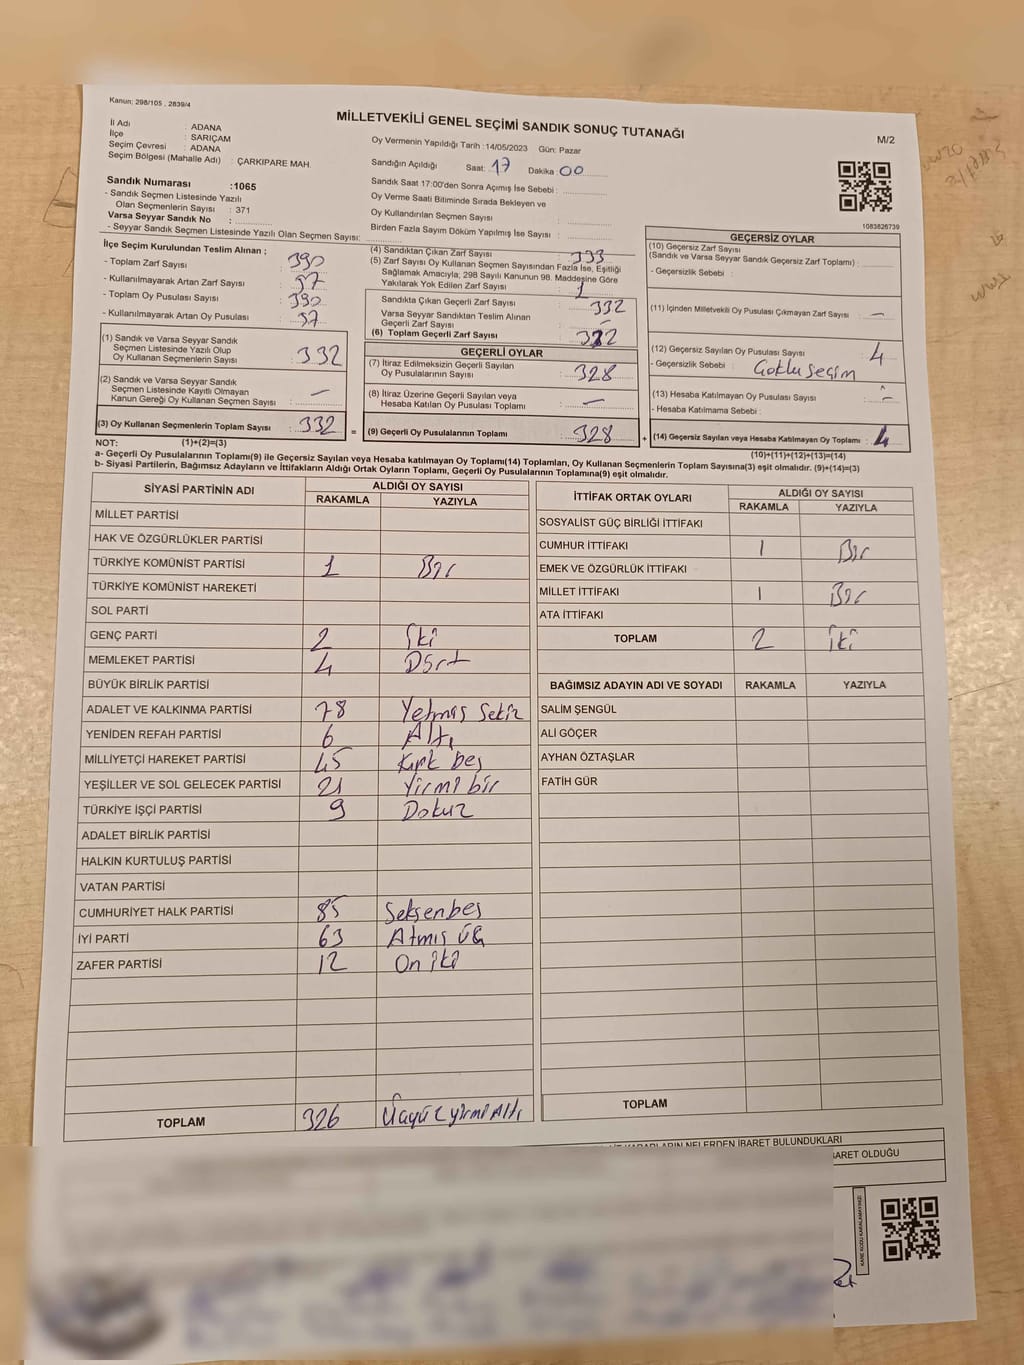 Kanun: 298/105 , 2839/4
MİLLETVEKİLİ GENEL SEÇİMİ SANDIK SONUÇ TUTANAĞI
M/2
İl Adı : ADANA
İlçe : SARIÇAM
Seçim Çevresi : ADANA
Seçim Bölgesi (Mahalle Adı) : ÇARKIPARE MAH.
Oy Vermenin Yapıldığı Tarih :14/05/2023 Gün: Pazar
Sandığın Açıldığı Saat: 17 Dakika: 00
Sandık Saat 17:00'den Sonra Açımış İse Sebebi :
Oy Verme Saati Bitiminde Sırada Bekleyen ve
Oy Kullandırılan Seçmen Sayısı :
Birden Fazla Sayım Döküm Yapılmış İse Sayısı :
Sandık Numarası :1065
- Sandık Seçmen Listesinde Yazılı
Olan Seçmenlerin Sayısı : 371
Varsa Seyyar Sandık No :
- Seyyar Sandık Seçmen Listesinde Yazılı Olan Seçmen Sayısı:
1083626739
İlçe Seçim Kurulundan Teslim Alınan ;
- Toplam Zarf Sayısı : 390
- Kullanılmayarak Artan Zarf Sayısı : 57
- Toplam Oy Pusulası Sayısı : 390
- Kullanılmayarak Artan Oy Pusulası : 57
(1) Sandık ve Varsa Seyyar Sandık
Seçmen Listesinde Yazılı Olup
Oy Kullanan Seçmenlerin Sayısı : 332
(2) Sandık ve Varsa Seyyar Sandık
Seçmen Listesinde Kayıtlı Olmayan
Kanun Gereği Oy Kullanan Seçmen Sayısı : —
(3) Oy Kullanan Seçmenlerin Toplam Sayısı : 332 =
(4) Sandıktan Çıkan Zarf Sayısı : 333
(5) Zarf Sayısı Oy Kullanan Seçmen Sayısından Fazla İse, Eşitliği
Sağlamak Amacıyla; 298 Sayılı Kanunun 98. Maddesine Göre
Yakılarak Yok Edilen Zarf Sayısı : 1
Sandıkta Çıkan Geçerli Zarf Sayısı : 332
Varsa Seyyar Sandıktan Teslim Alınan
Geçerli Zarf Sayısı : —
(6) Toplam Geçerli Zarf Sayısı : 332
GEÇERLİ OYLAR
(7) İtiraz Edilmeksizin Geçerli Sayılan
Oy Pusulalarının Sayısı : 328
(8) İtiraz Üzerine Geçerli Sayılan veya
Hesaba Katılan Oy Pusulası Toplamı : —
(9) Geçerli Oy Pusulalarının Toplamı : 328 +
GEÇERSİZ OYLAR
(10) Geçersiz Zarf Sayısı
(Sandık ve Varsa Seyyar Sandık Geçersiz Zarf Toplamı) :
- Geçersizlik Sebebi :
(11) İçinden Milletvekili Oy Pusulası Çıkmayan Zarf Sayısı : —
(12) Geçersiz Sayılan Oy Pusulası Sayısı : 4
- Geçersizlik Sebebi : Çoklu Seçim
(13) Hesaba Katılmayan Oy Pusulası Sayısı : —
- Hesaba Katılmama Sebebi :
(14) Geçersiz Sayılan veya Hesaba Katılmayan Oy Toplamı : 4
NOT: (1)+(2)=(3)
(10)+(11)+(12)+(13)=(14)
a- Geçerli Oy Pusulalarının Toplamı(9) ile Geçersiz Sayılan veya Hesaba Katılmayan Oy Toplamı(14) Toplamları, Oy Kullanan Seçmenlerin Toplam Sayısına(3) eşit olmalıdır. (9)+(14)=(3)
b- Siyasi Partilerin, Bağımsız Adayların ve İttifakların Aldığı Ortak Oyların Toplamı, Geçerli Oy Pusulalarının Toplamına(9) eşit olmalıdır.
SİYASİ PARTİNİN ADI
ALDIĞI OY SAYISI
RAKAMLA YAZIYLA
MİLLET PARTİSİ
HAK VE ÖZGÜRLÜKLER PARTİSİ
TÜRKİYE KOMÜNİST PARTİSİ 1 Bir
TÜRKİYE KOMÜNİST HAREKETİ
SOL PARTİ
GENÇ PARTİ 2 İki
MEMLEKET PARTİSİ 4 Dört
BÜYÜK BİRLİK PARTİSİ
ADALET VE KALKINMA PARTİSİ 78 Yetmiş Sekiz
YENİDEN REFAH PARTİSİ 6 Altı
MİLLİYETÇİ HAREKET PARTİSİ 45 Kırk beş
YEŞİLLER VE SOL GELECEK PARTİSİ 21 Yirmi bir
TÜRKİYE İŞÇİ PARTİSİ 9 Dokuz
ADALET BİRLİK PARTİSİ
HALKIN KURTULUŞ PARTİSİ
VATAN PARTİSİ
CUMHURİYET HALK PARTİSİ 85 Seksenbeş
İYİ PARTİ 63 Atmış üç
ZAFER PARTİSİ 12 On iki
TOPLAM 326 Üçyüz yirmi Altı
İTTİFAK ORTAK OYLARI
ALDIĞI OY SAYISI
RAKAMLA YAZIYLA
SOSYALİST GÜÇ BİRLİĞİ İTTİFAKI
CUMHUR İTTİFAKI 1 Bir
EMEK VE ÖZGÜRLÜK İTTİFAKI
MİLLET İTTİFAKI 1 Bir
ATA İTTİFAKI
TOPLAM 2 İki
BAĞIMSIZ ADAYIN ADI VE SOYADI RAKAMLA YAZIYLA
SALİM ŞENGÜL
ALİ GÖÇER
AYHAN ÖZTAŞLAR
FATİH GÜR
TOPLAM
KARARLARIN NELERDEN İBARET BULUNDUKLARI
OLDUĞU